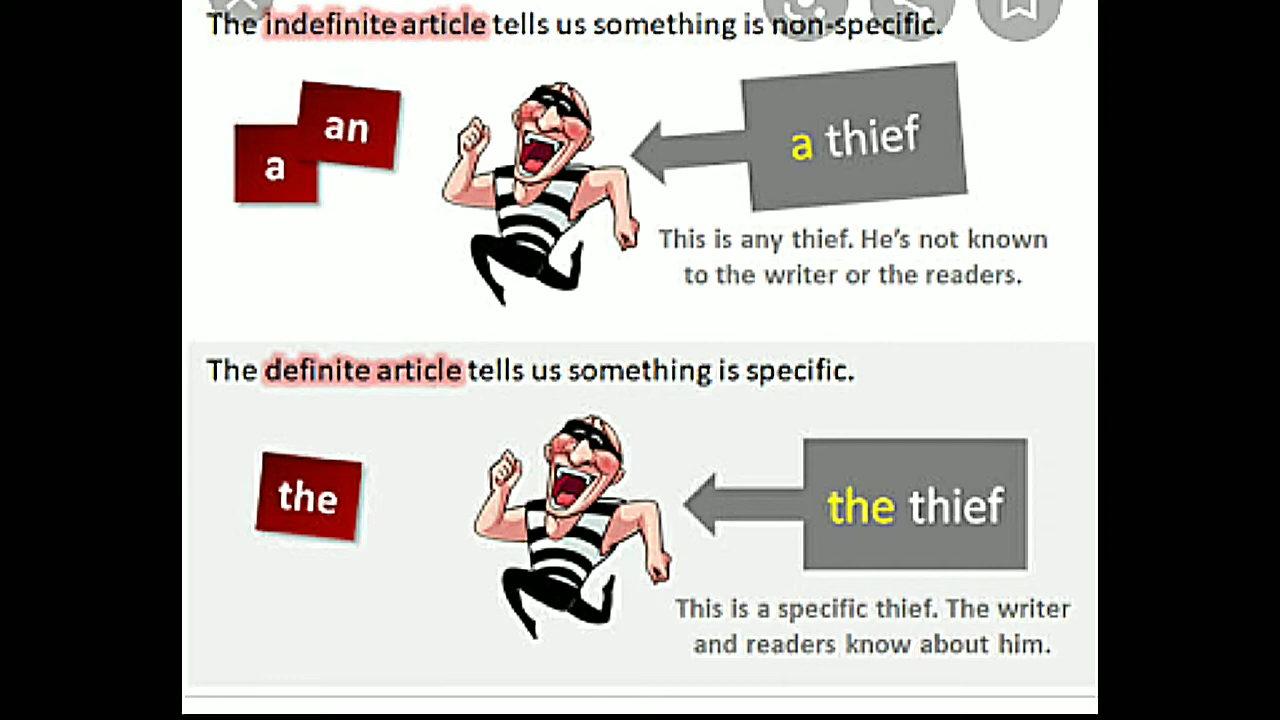 The indefinite article tells us something is non-specific.
an
a
a thief
This is any thief. He's not known
to the writer or the readers.
The definite article tells us something is specific.
the
the thief
This is a specific thief. The writer
and readers know about him.